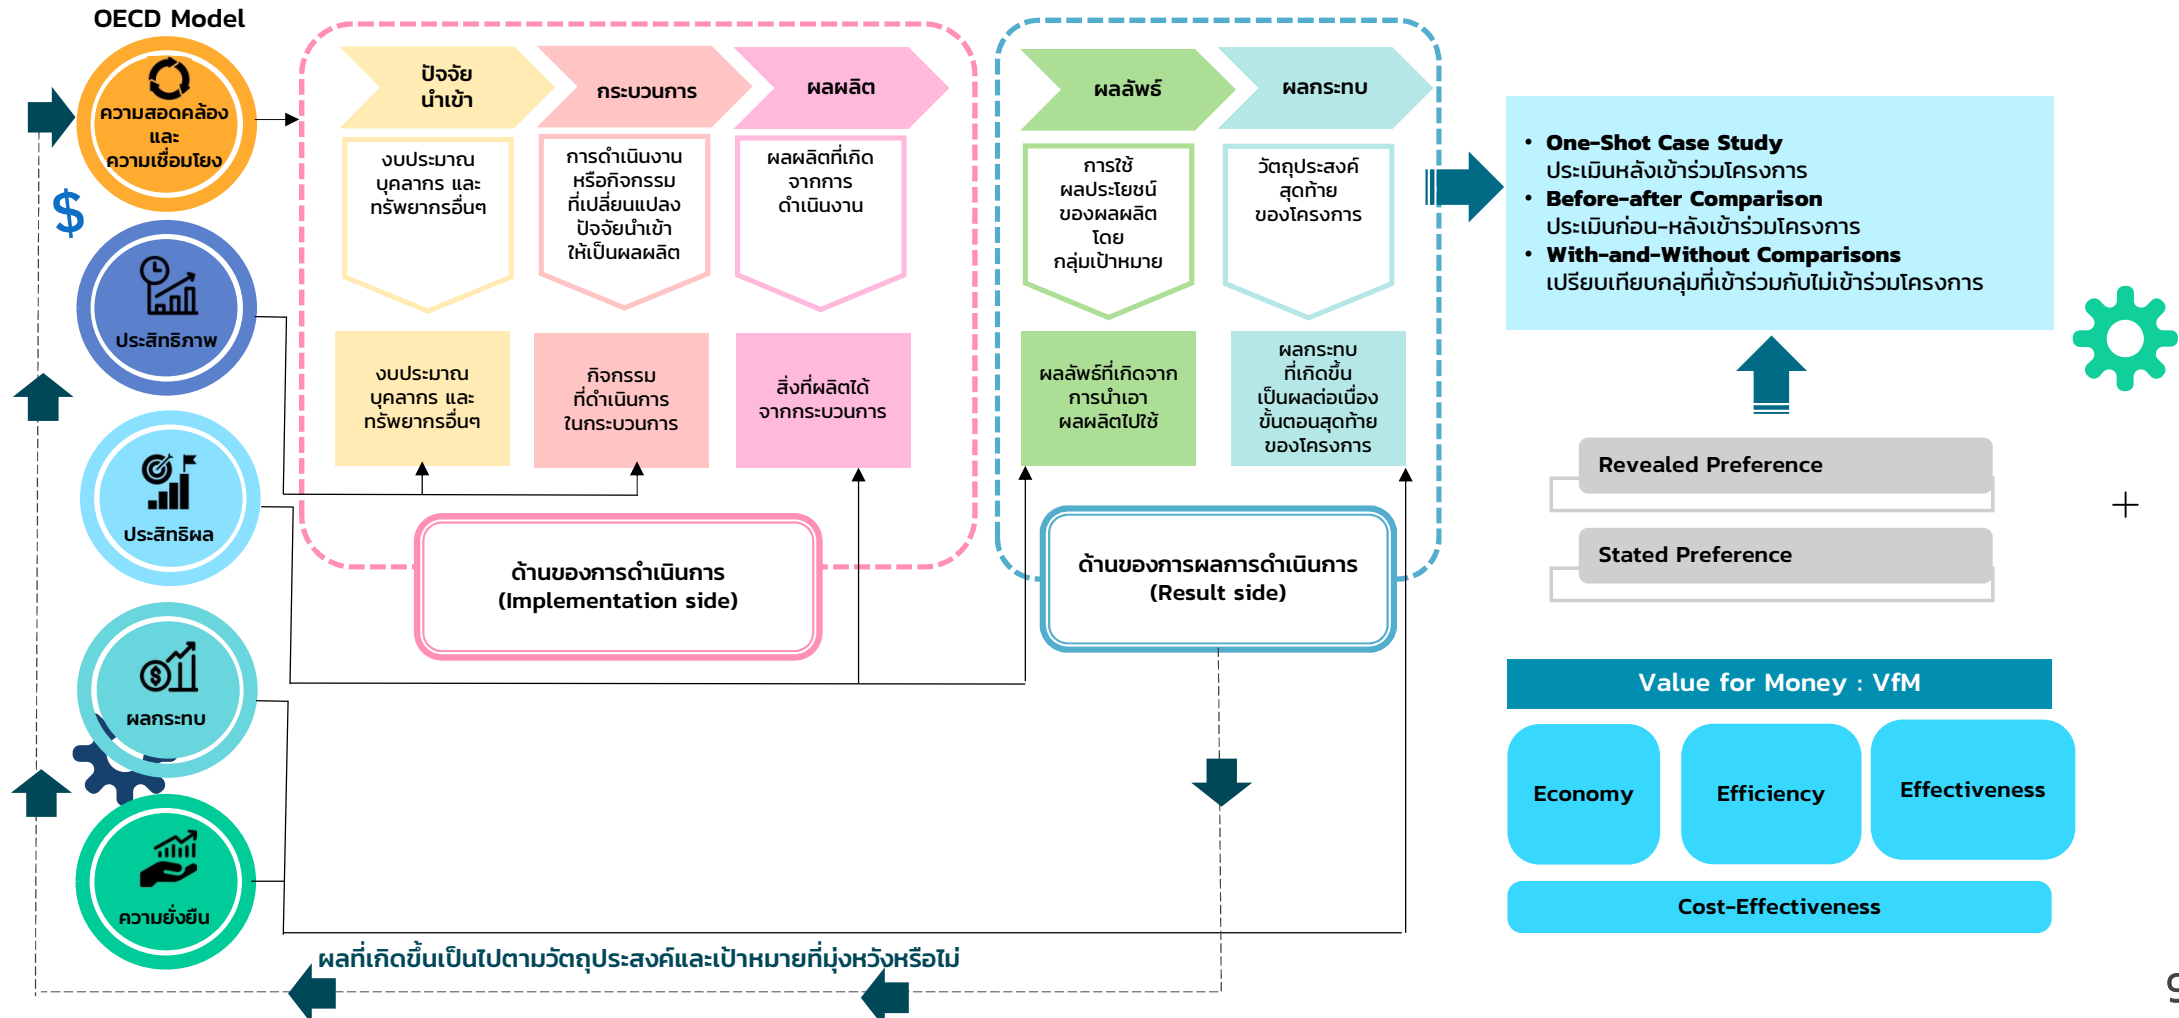 OECD Model
ความสอดคล้อง
และ
ความเชื่อมโยง
$
ประสิทธิภาพ
ประสิทธิผล
ผลกระทบ
ความยั่งยืน
ปัจจัย
นำเข้า
กระบวนการ
ผลผลิต
งบประมาณ
บุคลากร และ
ทรัพยากรอื่นๆ
การดำเนินงาน
หรือกิจกรรม
ที่เปลี่ยนแปลง
ปัจจัยนำเข้า
ให้เป็นผลผลิต
ผลผลิตที่เกิด
จากการ
ดำเนินงาน
งบประมาณ
บุคลากร และ
ทรัพยากรอื่นๆ
กิจกรรม
ที่ดำเนินการ
ในกระบวนการ
สิ่งที่ผลิตได้
จากกระบวนการ
ด้านของการดำเนินการ
(Implementation side)
ผลลัพธ์
ผลกระทบ
การใช้
ผลประโยชน์
ของผลผลิต
โดย
กลุ่มเป้าหมาย
วัตถุประสงค์
สุดท้าย
ของโครงการ
ผลลัพธ์ที่เกิดจาก
การนำเอา
ผลผลิตไปใช้
ผลกระทบ
ที่เกิดขึ้น
เป็นผลต่อเนื่อง
ขั้นตอนสุดท้าย
ของโครงการ
ด้านของการผลการดำเนินการ
(Result side)
ผลที่เกิดขึ้นเป็นไปตามวัตถุประสงค์และเป้าหมายที่มุ่งหวังหรือไม่
• One-Shot Case Study
ประเมินหลังเข้าร่วมโครงการ
• Before-after Comparison
ประเมินก่อน-หลังเข้าร่วมโครงการ
• With-and-Without Comparisons
เปรียบเทียบกลุ่มที่เข้าร่วมกับไม่เข้าร่วมโครงการ
Revealed Preference
Stated Preference
Value for Money : VfM
Economy
Efficiency
Effectiveness
Cost-Effectiveness